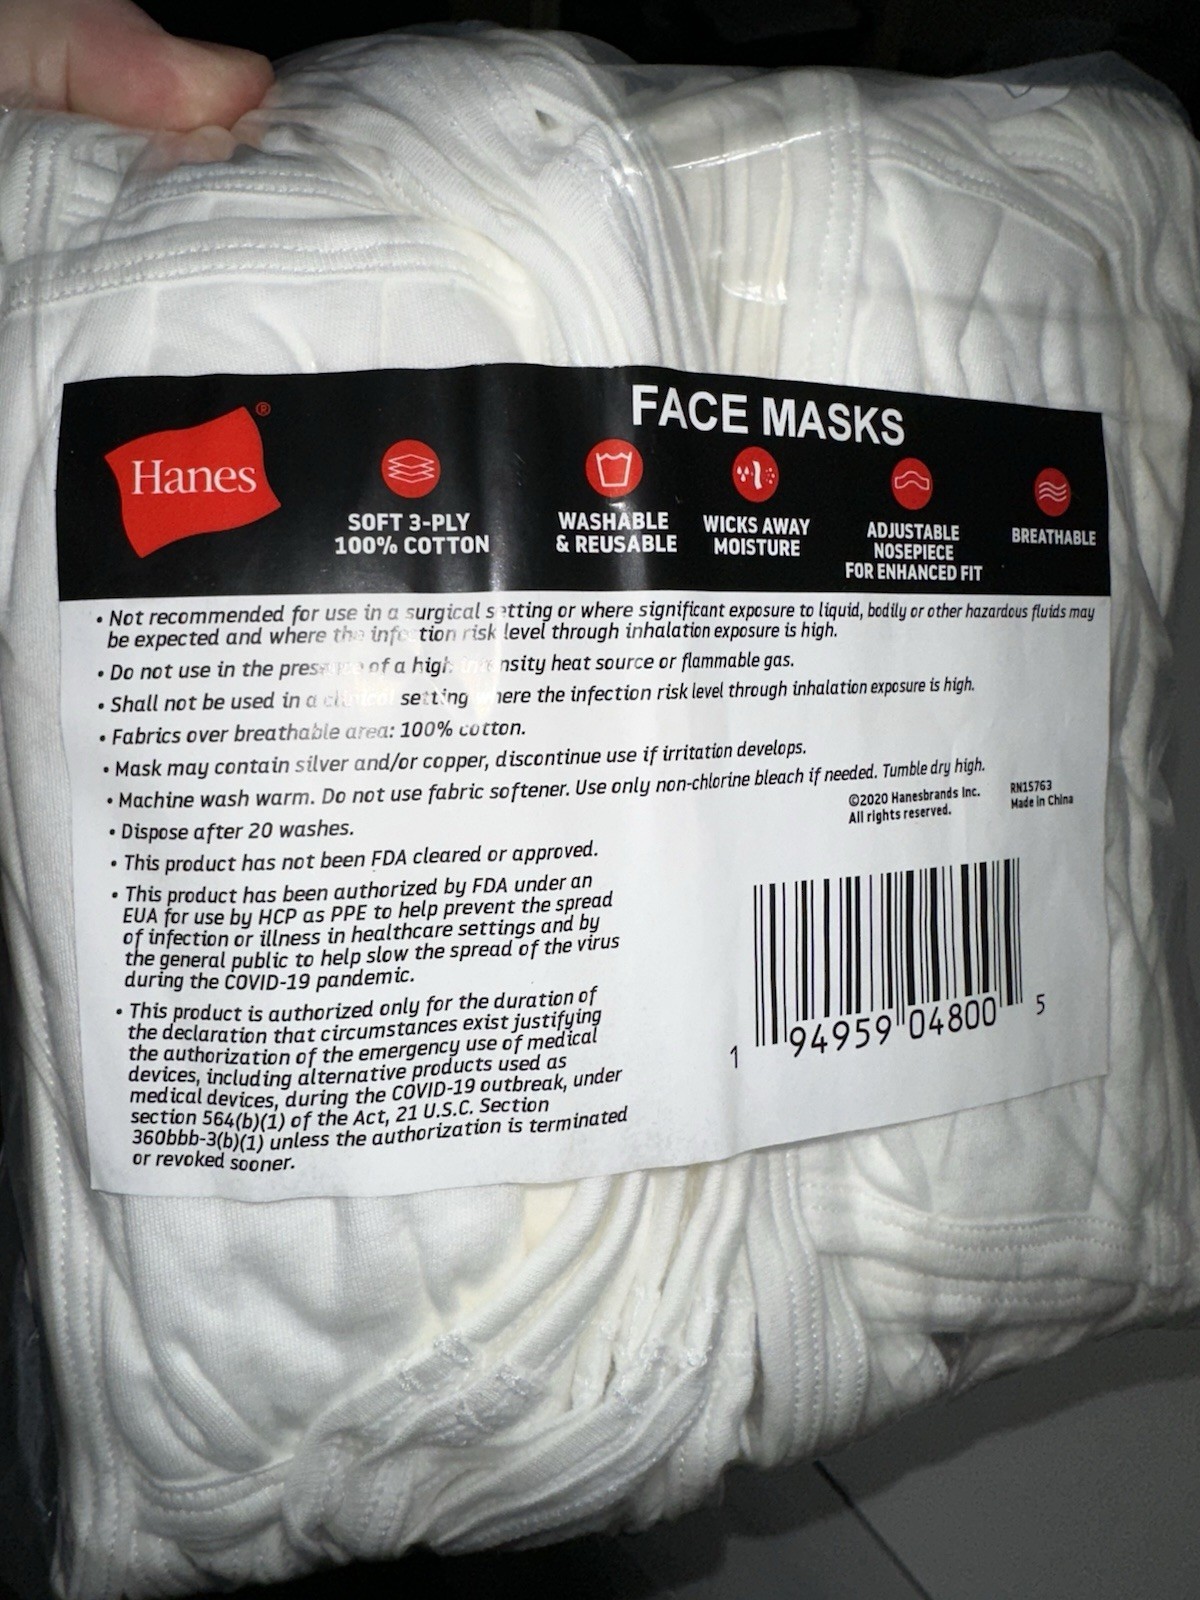 FACE MASKS
Hanes®
SOFT 3-PLY
100% COTTON
WASHABLE
& REUSABLE
WICKS AWAY
MOISTURE
ADJUSTABLE
NOSEPIECE
FOR ENHANCED FIT
BREATHABLE
• Not recommended for use in a surgical setting or where significant exposure to liquid, bodily or other hazardous fluids may
be expected and where the infection risk level through inhalation exposure is high.
• Do not use in the presence of a high intensity heat source or flammable gas.
• Shall not be used in a clinical setting where the infection risk level through inhalation exposure is high.
• Fabrics over breathable area: 100% cotton.
• Mask may contain silver and/or copper, discontinue use if irritation develops.
• Machine wash warm. Do not use fabric softener. Use only non-chlorine bleach if needed. Tumble dry high.
• Dispose after 20 washes.
©2020 Hanesbrands Inc.
All rights reserved.
RN15763
Made in China
• This product has not been FDA cleared or approved.
• This product has been authorized by FDA under an
EUA for use by HCP as PPE to help prevent the spread
of infection or illness in healthcare settings and by
the general public to help slow the spread of the virus
during the COVID-19 pandemic.
• This product is authorized only for the duration of
the declaration that circumstances exist justifying
the authorization of the emergency use of medical
devices, including alternative products used as
medical devices, during the COVID-19 outbreak, under
section 564(b)(1) of the Act, 21 U.S.C. Section
360bbb-3(b)(1) unless the authorization is terminated
or revoked sooner.
1 94959 04800 5